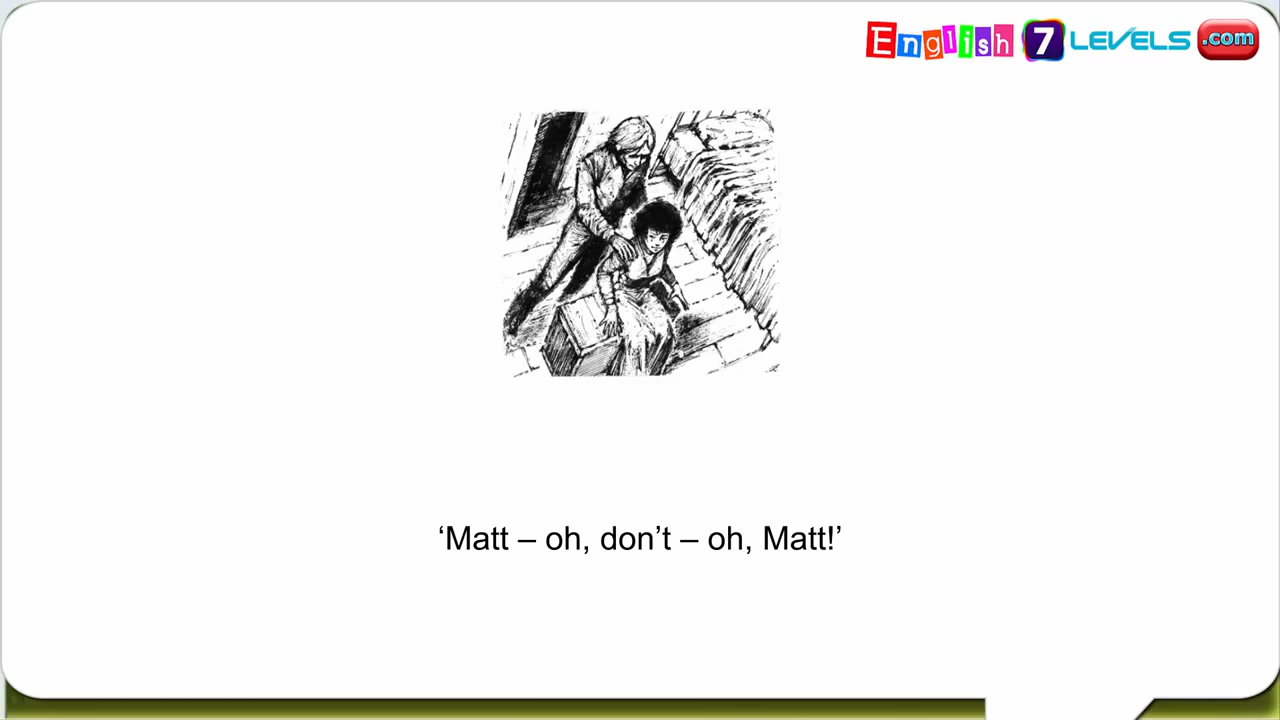 English 7 LEVELS .com
‘Matt – oh, don’t – oh, Matt!’